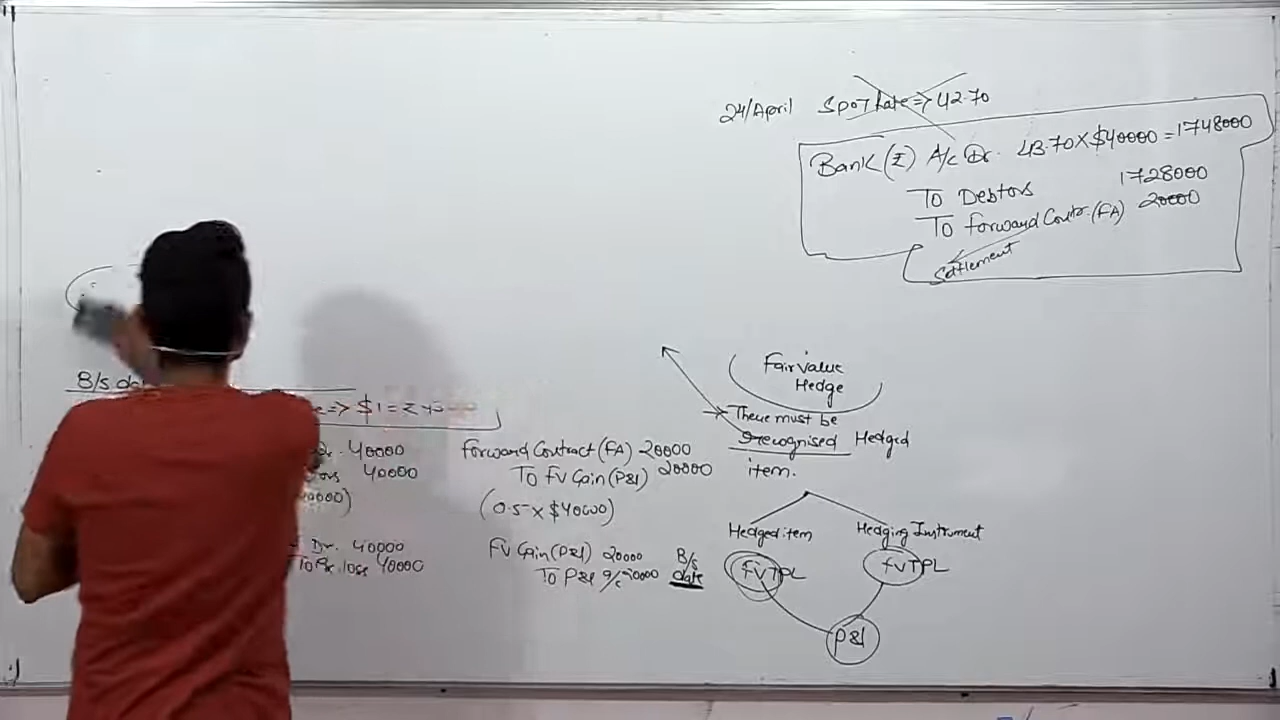 24/April Spot rate => 42.70
Bank (₹) A/c Dr. 43.70 X $40000 = 1748000
To Debtors 1728000
To forward Contr. (FA) 20000
Settlement
B/s da
=> $1 = ₹
40000
40000
40000)
Dr. 40000
To Ex. loss 40000
Forward Contract (FA) 20000
To FV Gain (P&l) 20000
(0.5 X $40000)
FV Gain (P&l) 20000 B/s
To P&l a/c 20000 date
Fair value
Hedge
There must be
recognised Hedged
item.
Hedged item Hedging Instrument
FVTPL FVTPL
P&l